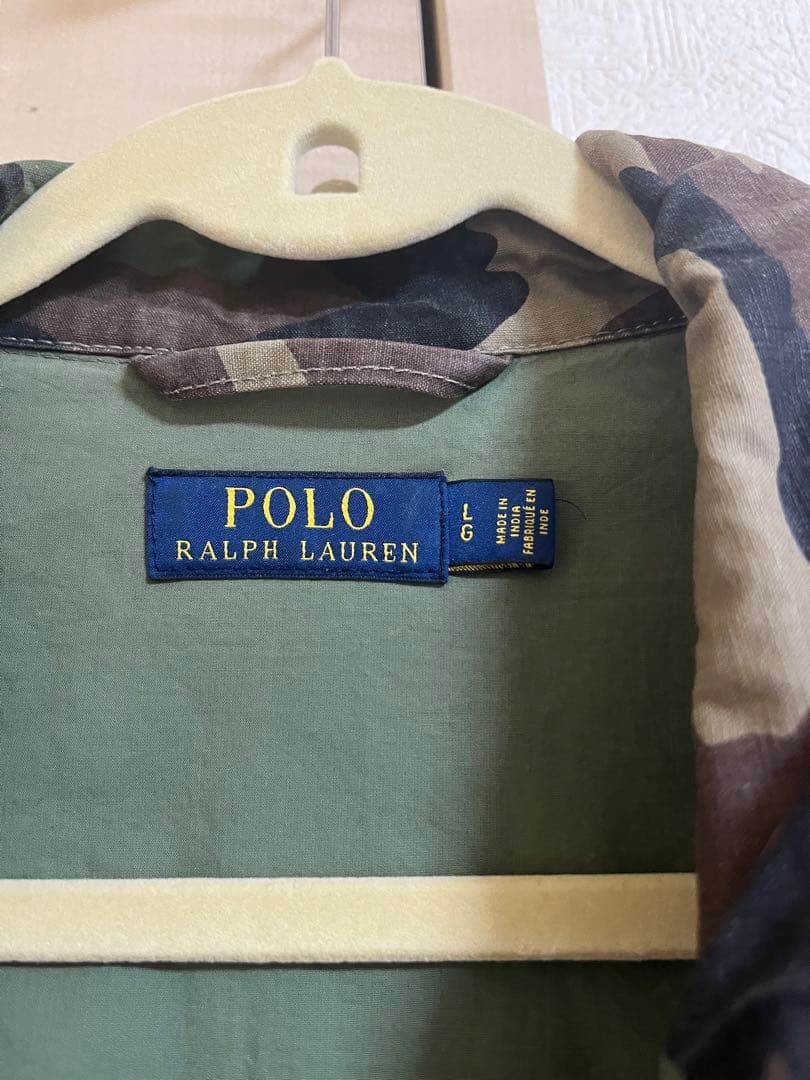 POLO
RALPH LAUREN
L
G
MADE IN
INDIA
FABRIQUÉ EN
INDE